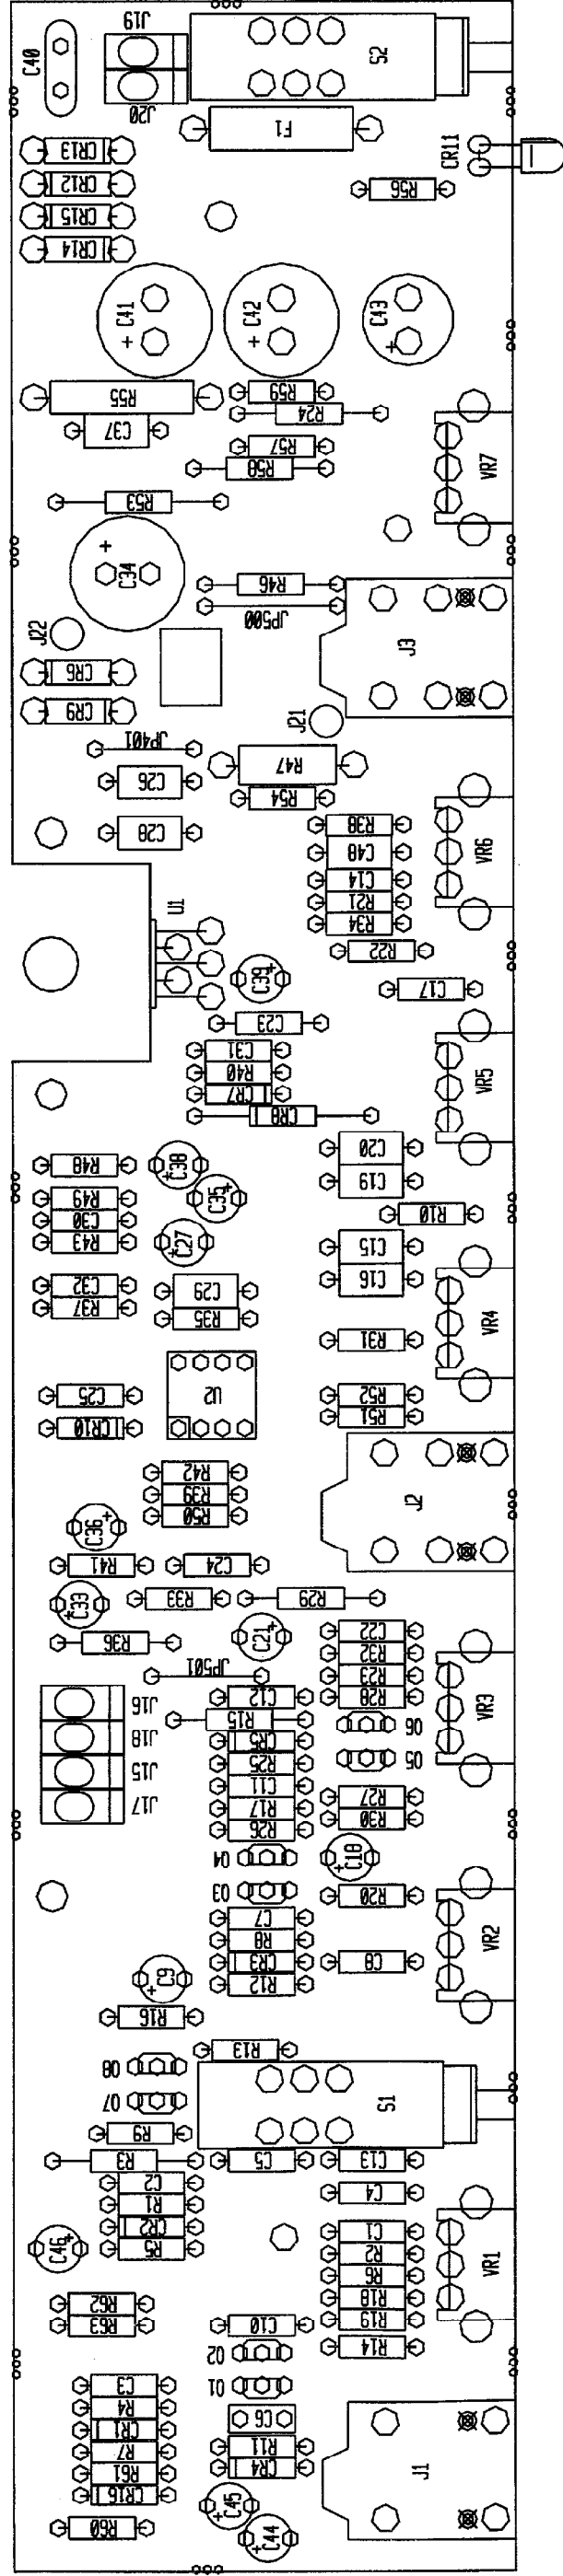 J19
C40
S2
J20
F1
CR13
CR11
CR12
R56
CR15
CR14
C41
+
C42
+
C43
+
R55
R59
R24
C37
R57
R58
VR7
R53
+
C34
R46
JP500
J22
J3
CR6
CR9
J21
JP401
R47
C26
R54
R38
C28
C48
VR6
C14
R21
U1
R34
R22
C39
+
C17
C23
C31
R40
VR5
CR7
CR8
C20
R48
C38
+
C19
R49
C35
+
R10
C30
R43
C27
+
C15
C32
C29
C16
R37
R35
VR4
R31
U2
C25
R52
CR10
R51
R42
R39
J2
R50
C36
+
R41
C24
C33
+
R33
R29
C21
+
C22
R36
R32
JP501
R23
J16
C12
R28
VR3
R15
Q6
J18
CR5
R25
Q5
J15
C11
R27
J17
R17
R30
R26
Q4
C18
+
Q3
R20
C7
R8
VR2
C9
+
CR3
C8
R12
R16
R13
Q8
Q7
S1
R9
R3
C5
C13
C2
C4
R1
CR2
C1
C46
+
R5
R2
VR1
R6
R18
R62
R19
R63
C10
R14
Q2
C3
Q1
R4
CR1
C6
R7
R11
J1
R61
CR4
CR16
C45
+
R60
C44
+